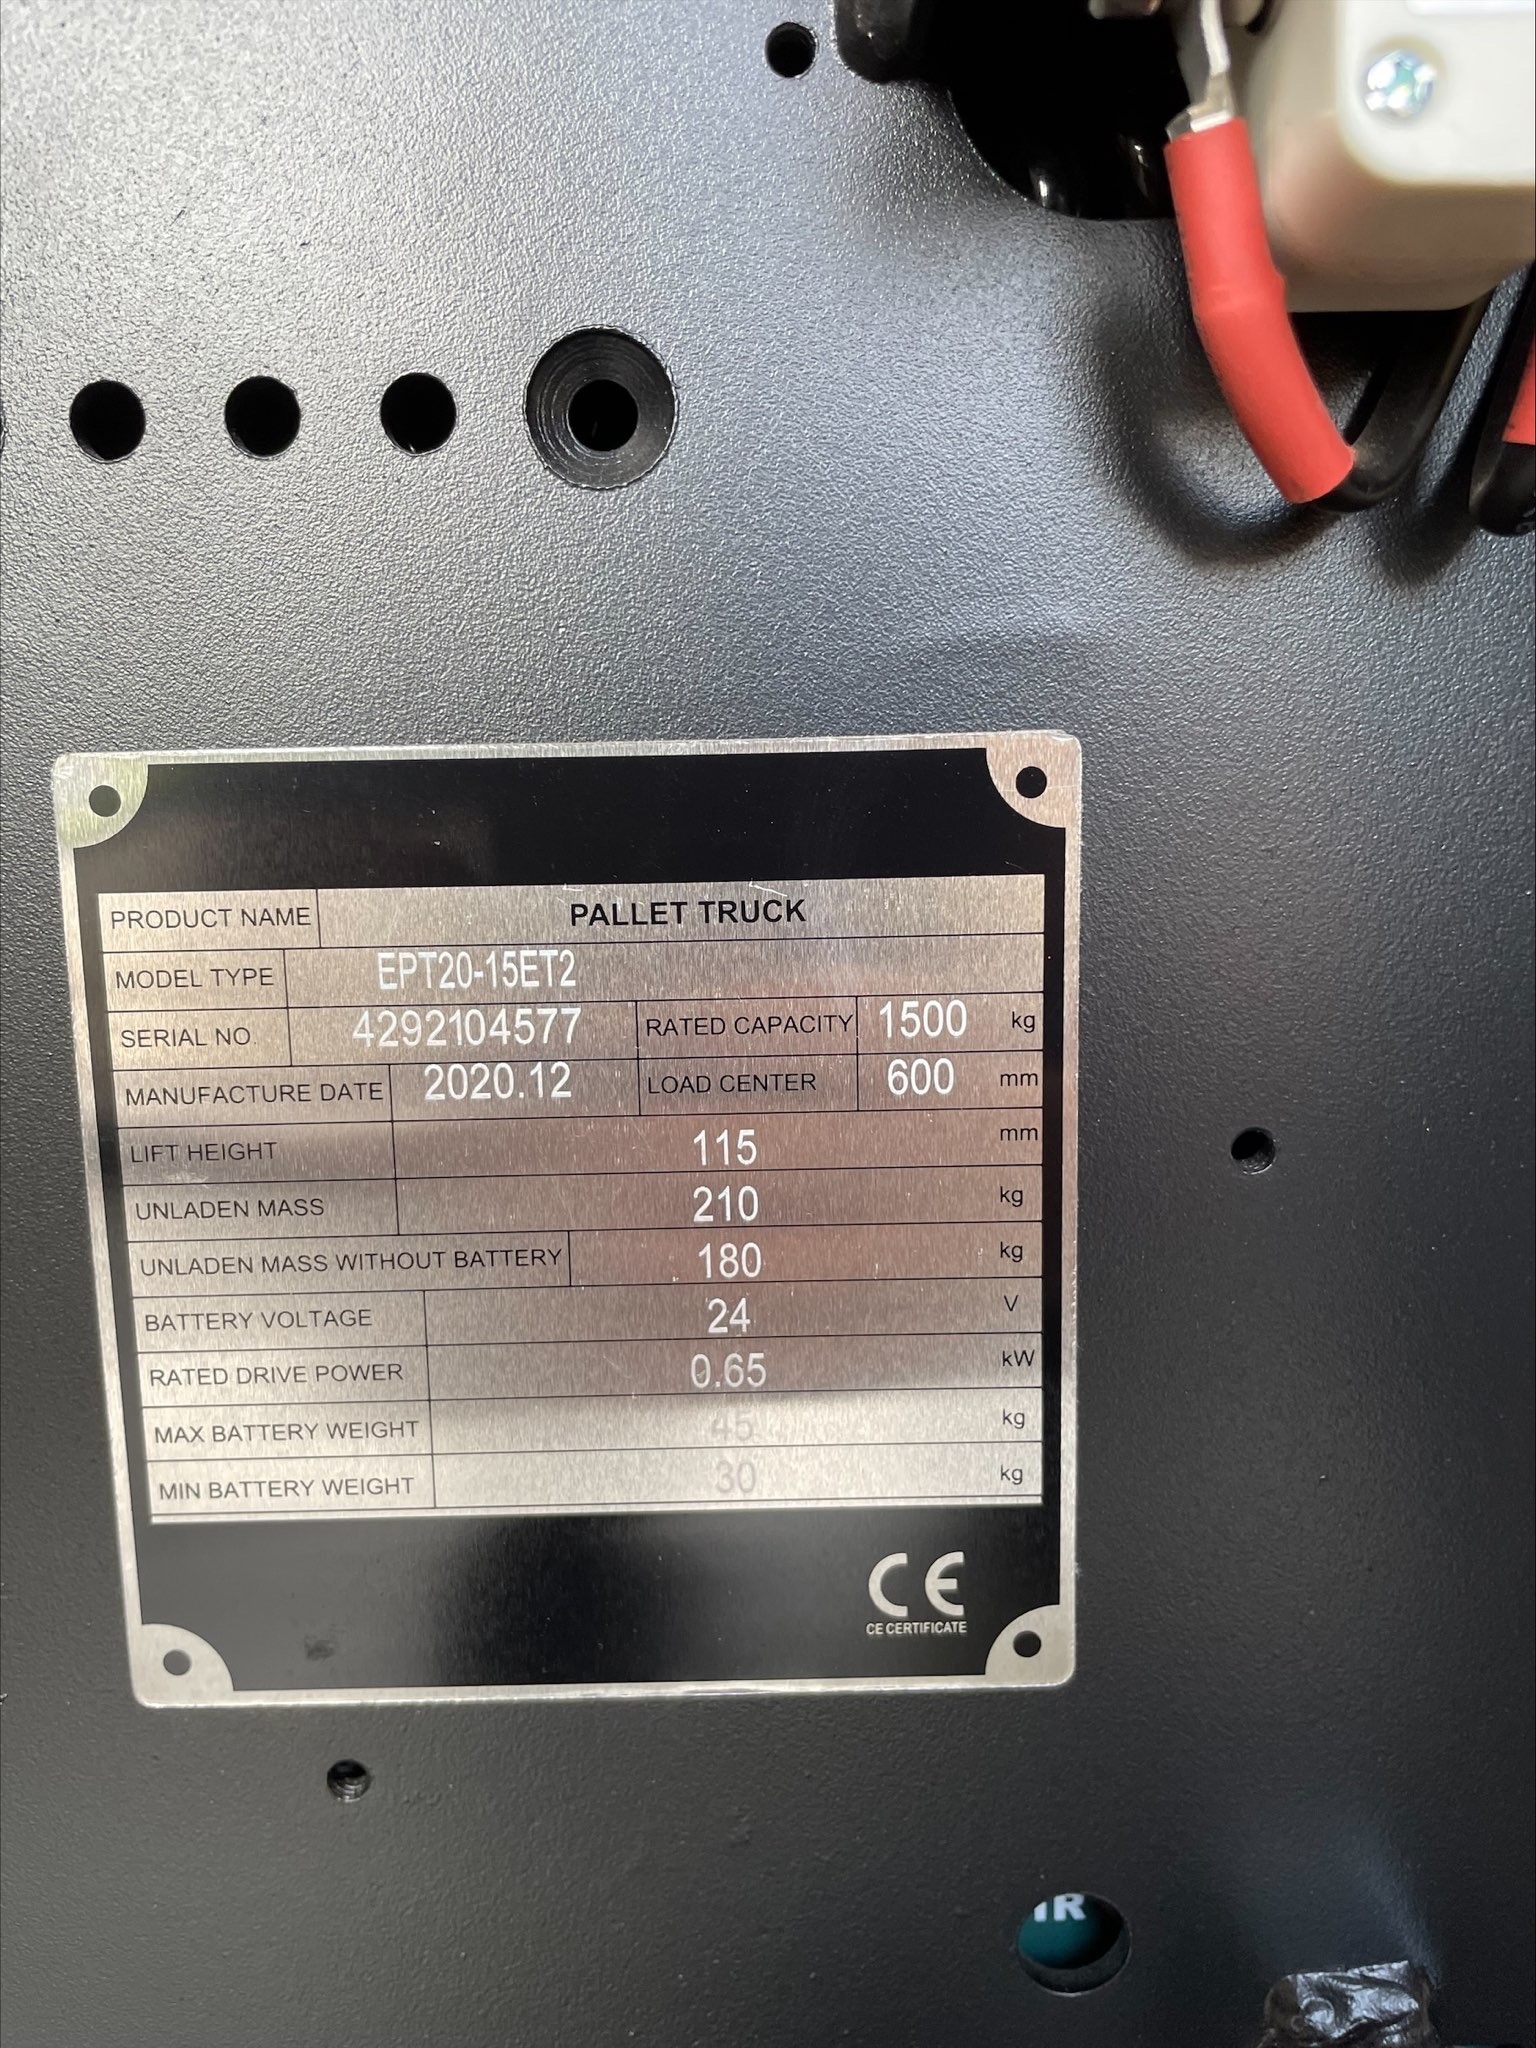 PRODUCT NAME PALLET TRUCK
MODEL TYPE EPT20-15ET2
SERIAL NO. 4292104577 RATED CAPACITY 1500 kg
MANUFACTURE DATE 2020.12 LOAD CENTER 600 mm
LIFT HEIGHT 115 mm
UNLADEN MASS 210 kg
UNLADEN MASS WITHOUT BATTERY 180 kg
BATTERY VOLTAGE 24 V
RATED DRIVE POWER 0.65 kW
MAX BATTERY WEIGHT 45 kg
MIN BATTERY WEIGHT 30 kg
CE
CE CERTIFICATE